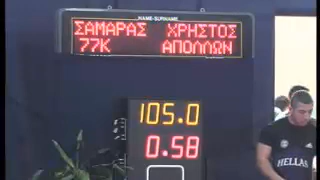 NAME-SURNAME
ΣΑΜΑΡΑΣ ΧΡΗΣΤΟΣ
77Κ ΑΠΟΛΛΩΝ
105.0
0.58
HELLAS